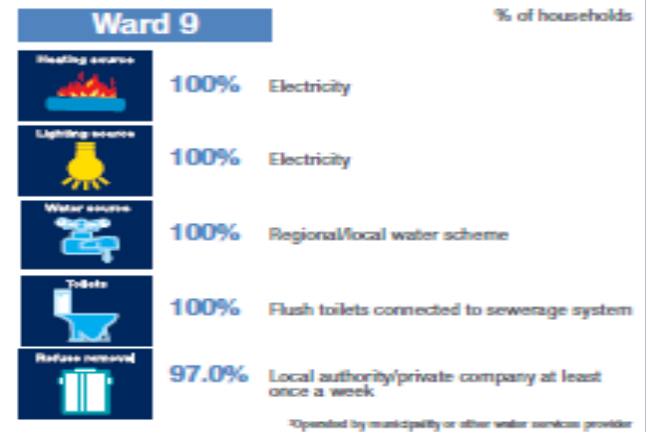 Ward 9
% of households
Heating source
100% Electricity
Lighting source
100% Electricity
Water source
100% Regional/local water scheme
Toilets
100% Flush toilets connected to sewerage system
Refuse removal
97.0% Local authority/private company at least
once a week
*Operated by municipality or other water services provider